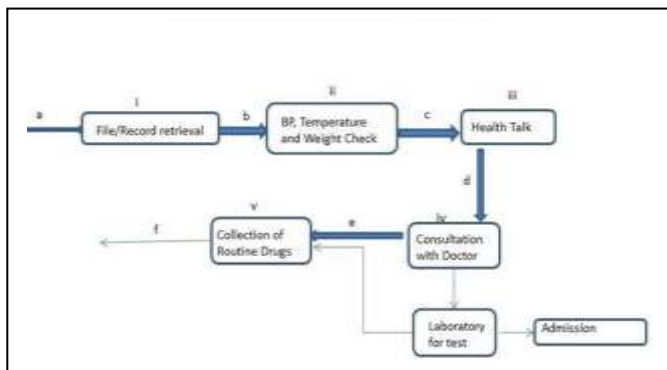 a
i
File/Record retrieval
b
ii
BP, Temperature
and Weight Check
c
iii
Health Talk
d
iv
Consultation
with Doctor
e
v
Collection of
Routine Drugs
f
Laboratory
for test
Admission